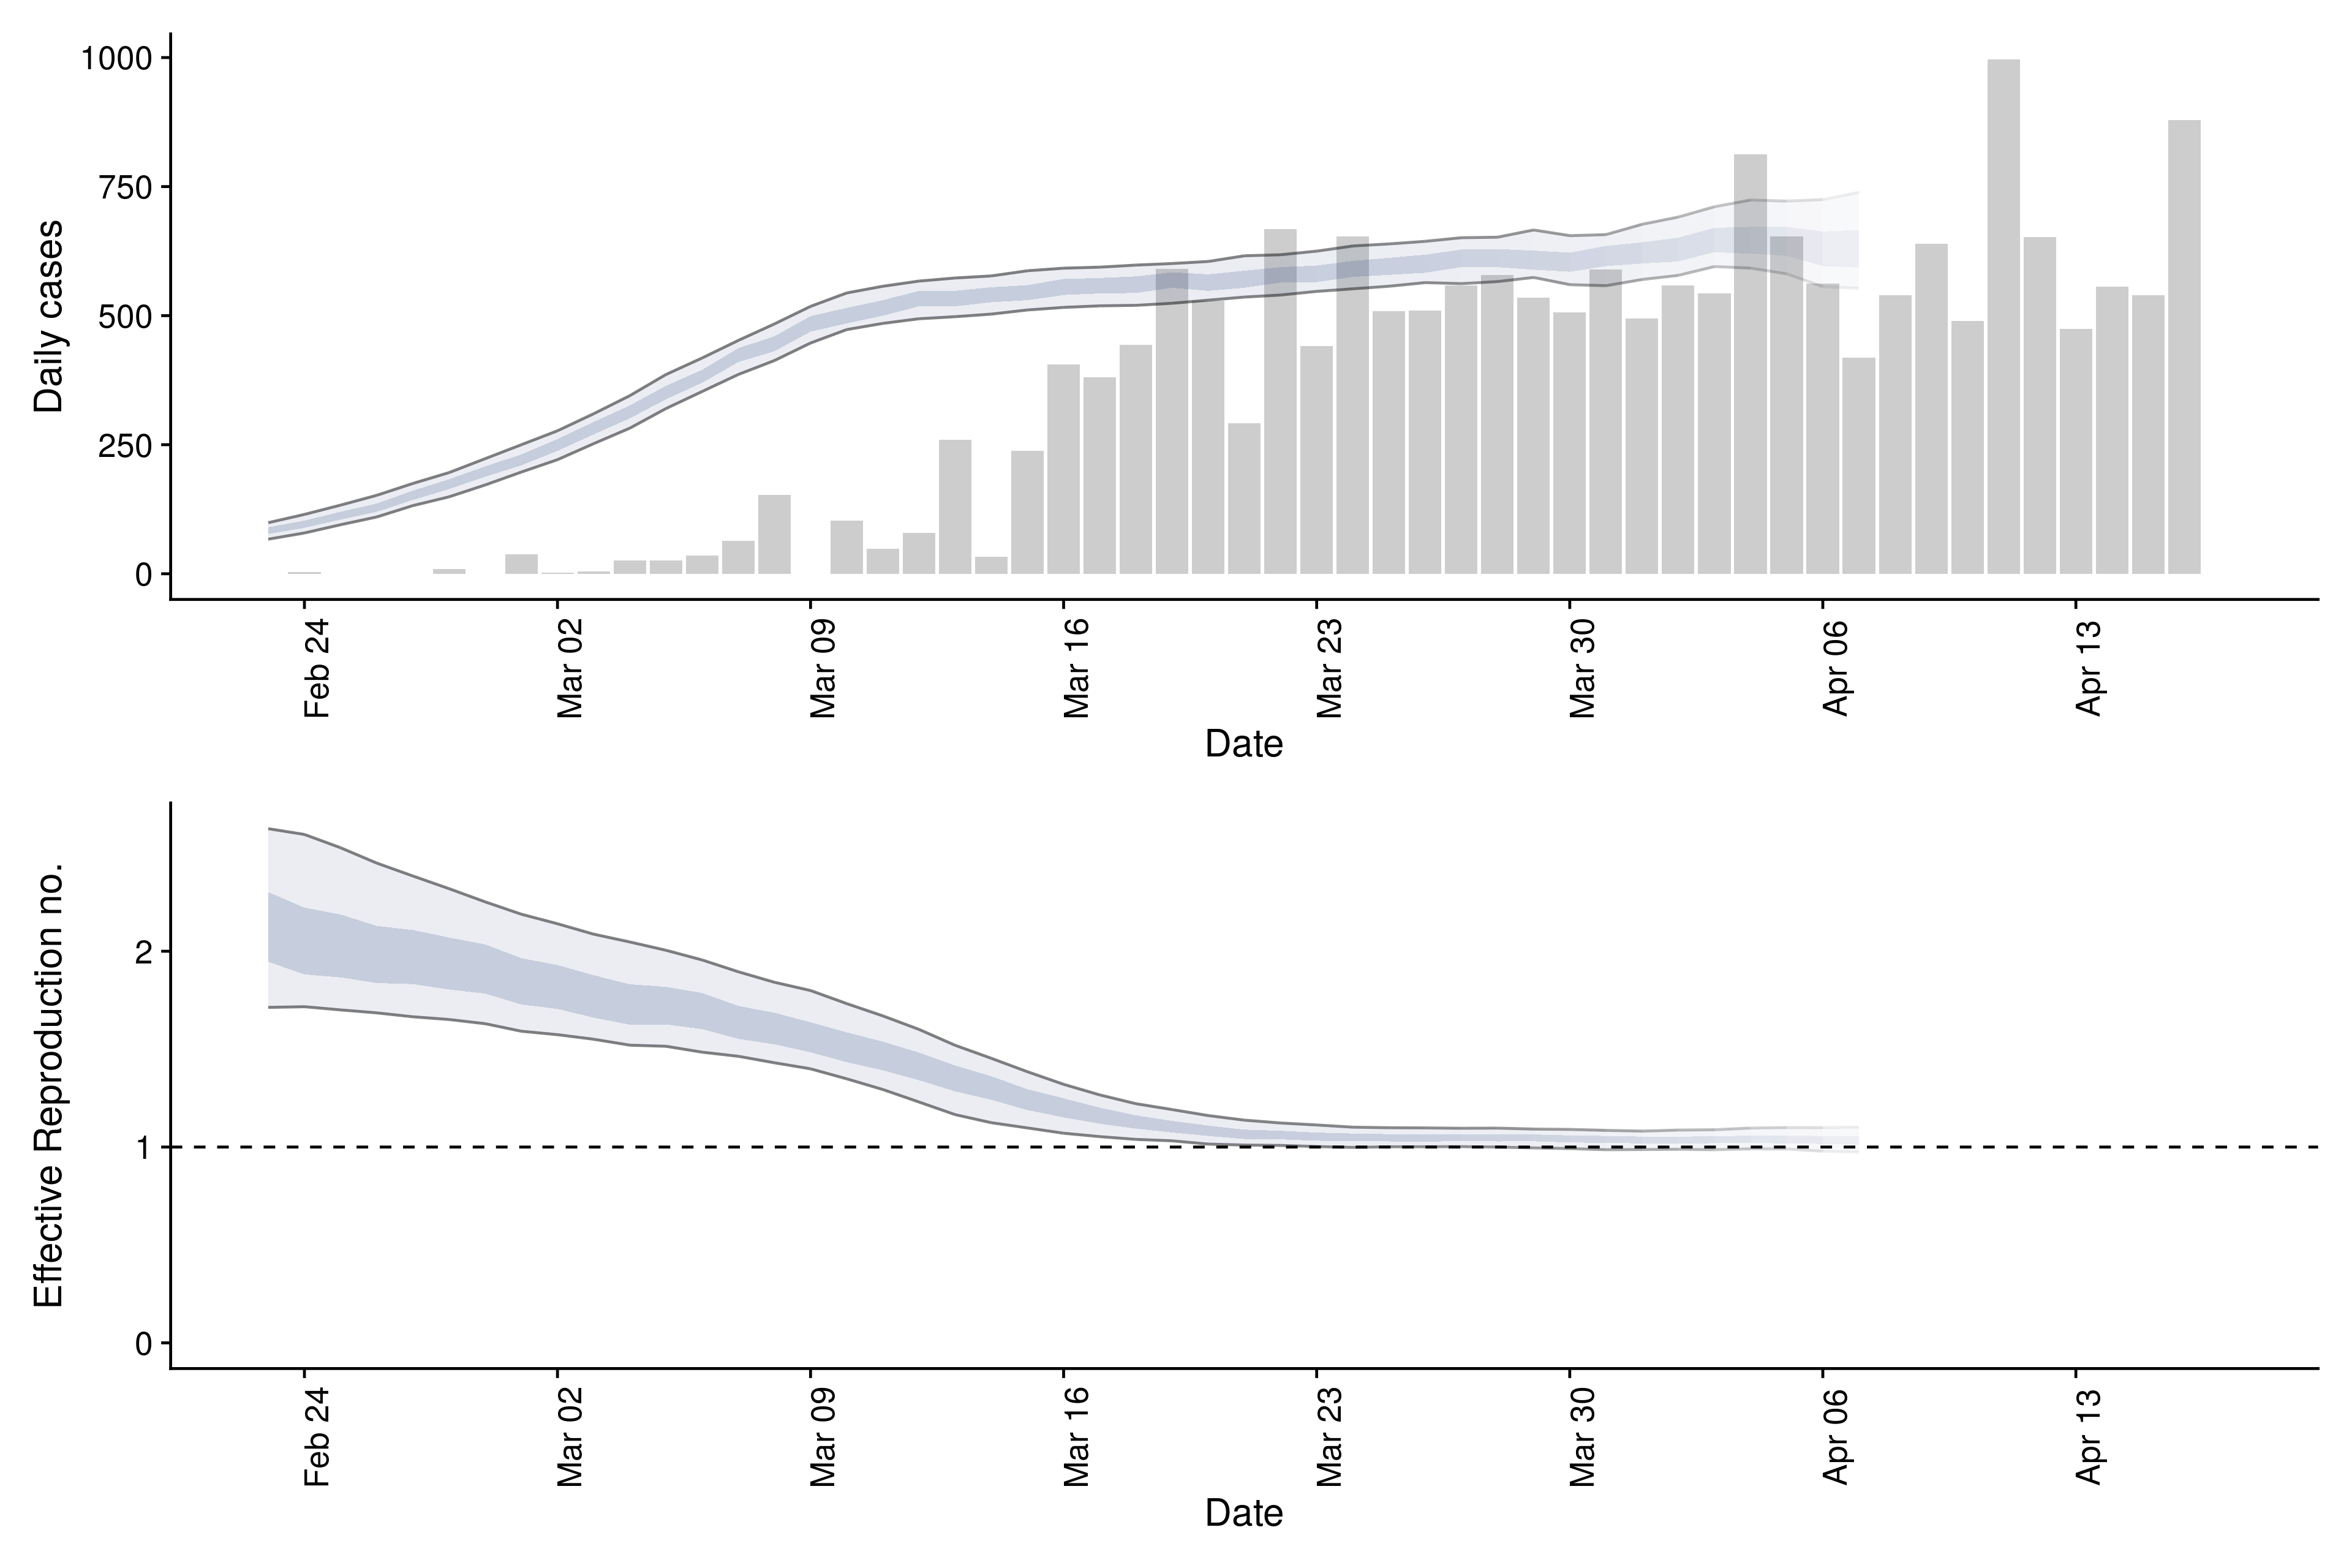 Daily cases
1000
750
500
250
0
Feb 24
Mar 02
Mar 09
Mar 16
Mar 23
Mar 30
Apr 06
Apr 13
Date
Effective Reproduction no.
2
1
0
Feb 24
Mar 02
Mar 09
Mar 16
Mar 23
Mar 30
Apr 06
Apr 13
Date